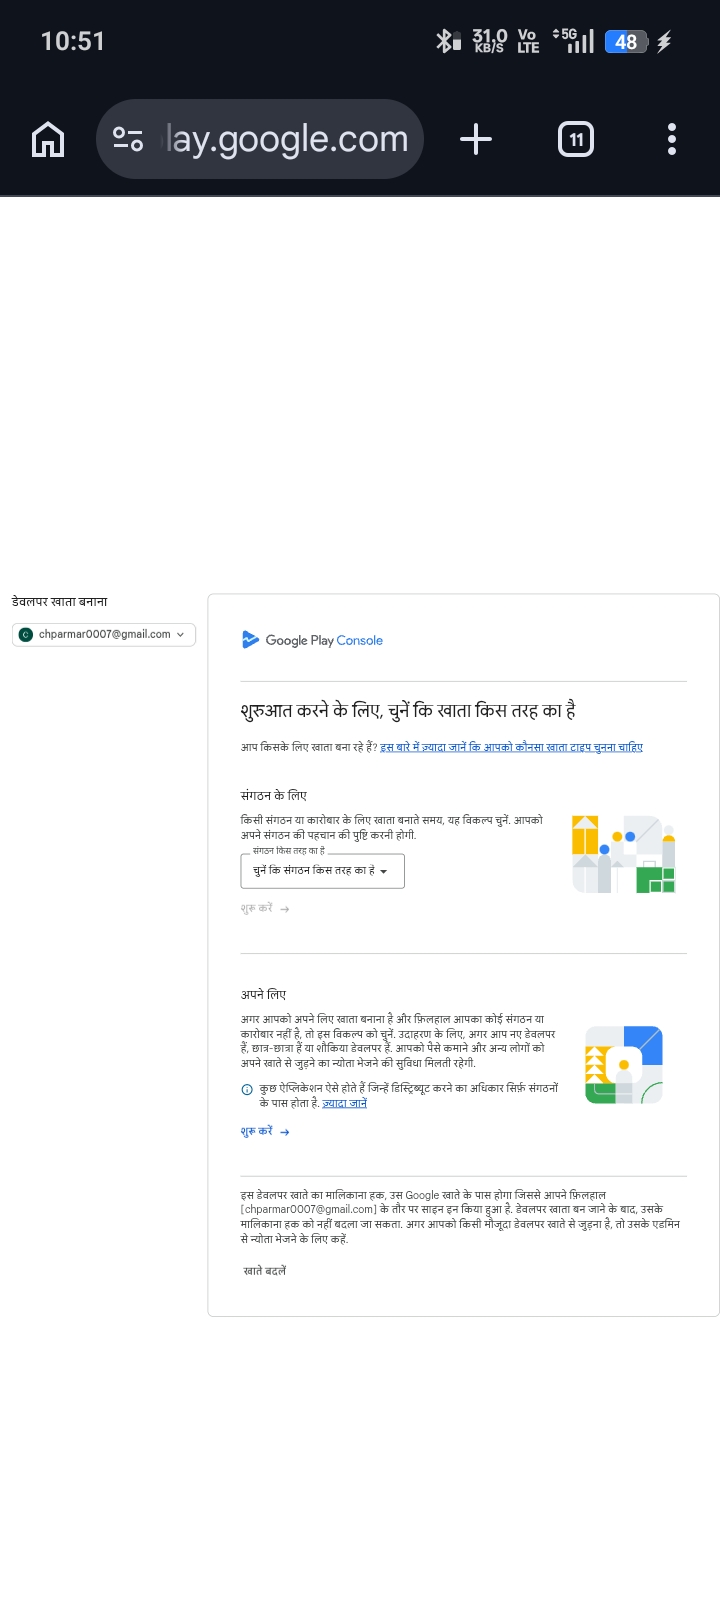 10:51
31.0
KB/S
Vo
LTE
5G
48
lay.google.com
11
डेवलपर खाता बनाना
C
chparmar0007@gmail.com
Google Play Console
शुरुआत करने के लिए, चुनें कि खाता किस तरह का है
आप किसके लिए खाता बना रहे हैं? इस बारे में ज़्यादा जानें कि आपको कौनसा खाता टाइप चुनना चाहिए
संगठन के लिए
किसी संगठन या कारोबार के लिए खाता बनाते समय, यह विकल्प चुनें. आपको
अपने संगठन की पहचान की पुष्टि करनी होगी.
संगठन किस तरह का है
चुनें कि संगठन किस तरह का है
शुरू करें
अपने लिए
अगर आपको अपने लिए खाता बनाना है और फ़िलहाल आपका कोई संगठन या
कारोबार नहीं है, तो इस विकल्प को चुनें. उदाहरण के लिए, अगर आप नए डेवलपर
हैं, छात्र-छात्रा हैं या शौकिया डेवलपर हैं. आपको पैसे कमाने और अन्य लोगों को
अपने खाते से जुड़ने का न्योता भेजने की सुविधा मिलती रहेगी.
कुछ ऐप्लिकेशन ऐसे होते हैं जिन्हें डिस्ट्रिब्यूट करने का अधिकार सिर्फ़ संगठनों
के पास होता है. ज़्यादा जानें
शुरू करें
इस डेवलपर खाते का मालिकाना हक, उस Google खाते के पास होगा जिससे आपने फ़िलहाल
[chparmar0007@gmail.com] के तौर पर साइन इन किया हुआ है. डेवलपर खाता बन जाने के बाद, उसके
मालिकाना हक को नहीं बदला जा सकता. अगर आपको किसी मौजूदा डेवलपर खाते से जुड़ना है, तो उसके एडमिन
से न्योता भेजने के लिए कहें.
खाते बदलें